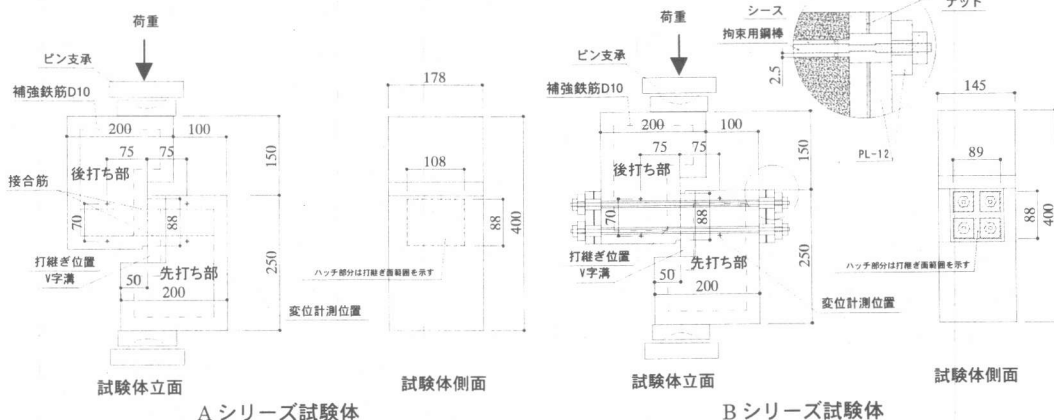 荷重
ピン支承
補強鉄筋D10
200
100
150
75
75
後打ち部
接合筋
70
88
打継ぎ位置
V字溝
先打ち部
50
200
250
変位計測位置
試験体立面
178
108
88
400
ハッチ部分は打継ぎ面範囲を示す
試験体側面
Aシリーズ試験体
荷重
ピン支承
補強鉄筋D10
200
100
150
75
75
後打ち部
70
88
打継ぎ位置
V字溝
先打ち部
50
200
250
変位計測位置
試験体立面
シース
ナット
拘束用鋼棒
2.5
PL-12
145
89
88
400
ハッチ部分は打継ぎ面範囲を示す
試験体側面
Bシリーズ試験体